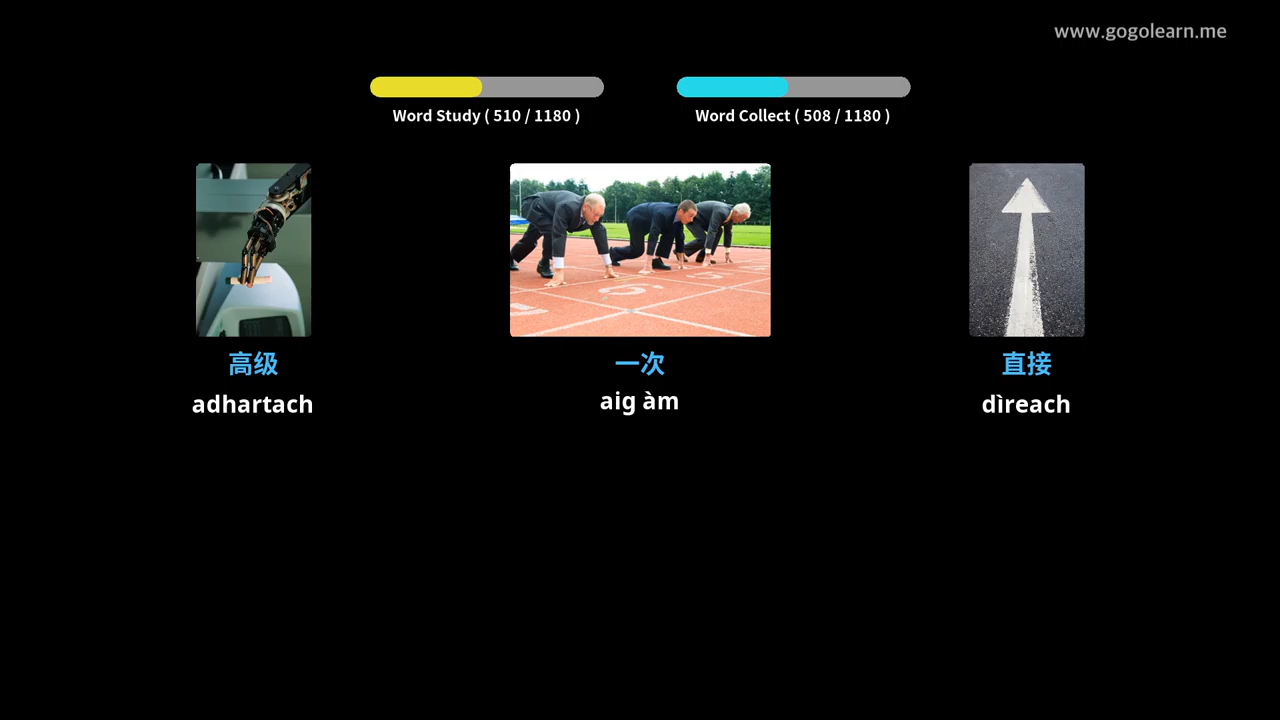 www.gogolearn.me
Word Study ( 510 / 1180 )
Word Collect ( 508 / 1180 )
高级
adhartach
一次
aig àm
直接
dìreach